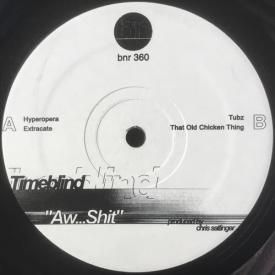 bnr 360
A
Hyperopera
Extracate
Tubz
That Old Chicken Thing
B
Timeblind
"Aw...Shit"
produced by
chris sattinger